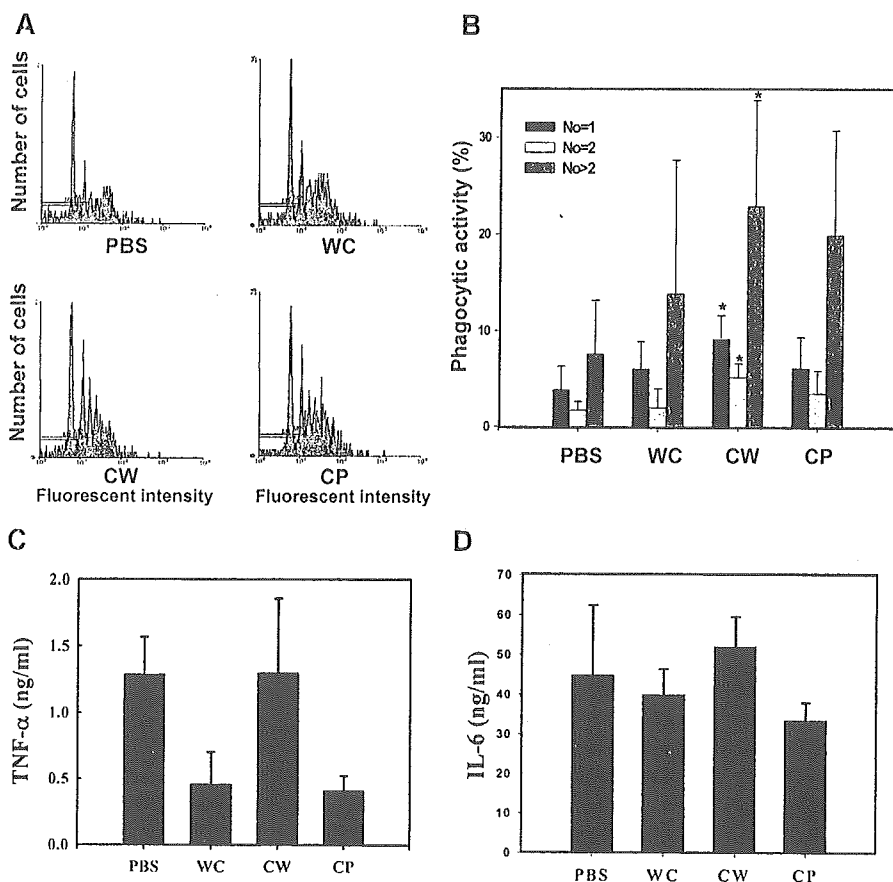 A
Number of cells
PBS
WC
Number of cells
CW
Fluorescent intensity
CP
Fluorescent intensity
B
Phagocytic activity (%)
30
20
10
0
No=1
No=2
No>2
*
*
*
PBS WC CW CP
C
TNF-α (ng/ml)
2.0
1.5
1.0
0.5
0.0
PBS WC CW CP
D
IL-6 (ng/ml)
70
60
50
40
30
20
10
0
PBS WC CW CP